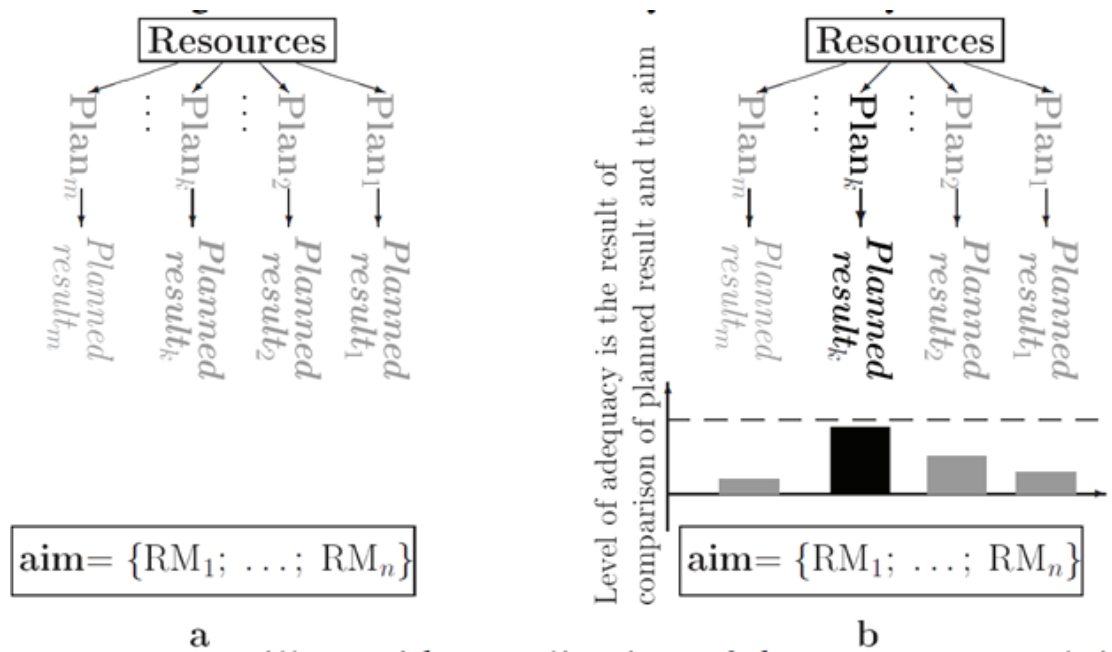 Resources
Plan_m
...
Plan_k
...
Plan_2
Plan_1
Planned
result_m
Planned
result_k
Planned
result_2
Planned
result_1
aim= {RM_1; ...; RM_n}
a
Level of adequacy is the result of
comparison of planned result and the aim
Resources
Plan_m
...
Plan_k
...
Plan_2
Plan_1
Planned
result_m
Planned
result_k
Planned
result_2
Planned
result_1
aim= {RM_1; ...; RM_n}
b